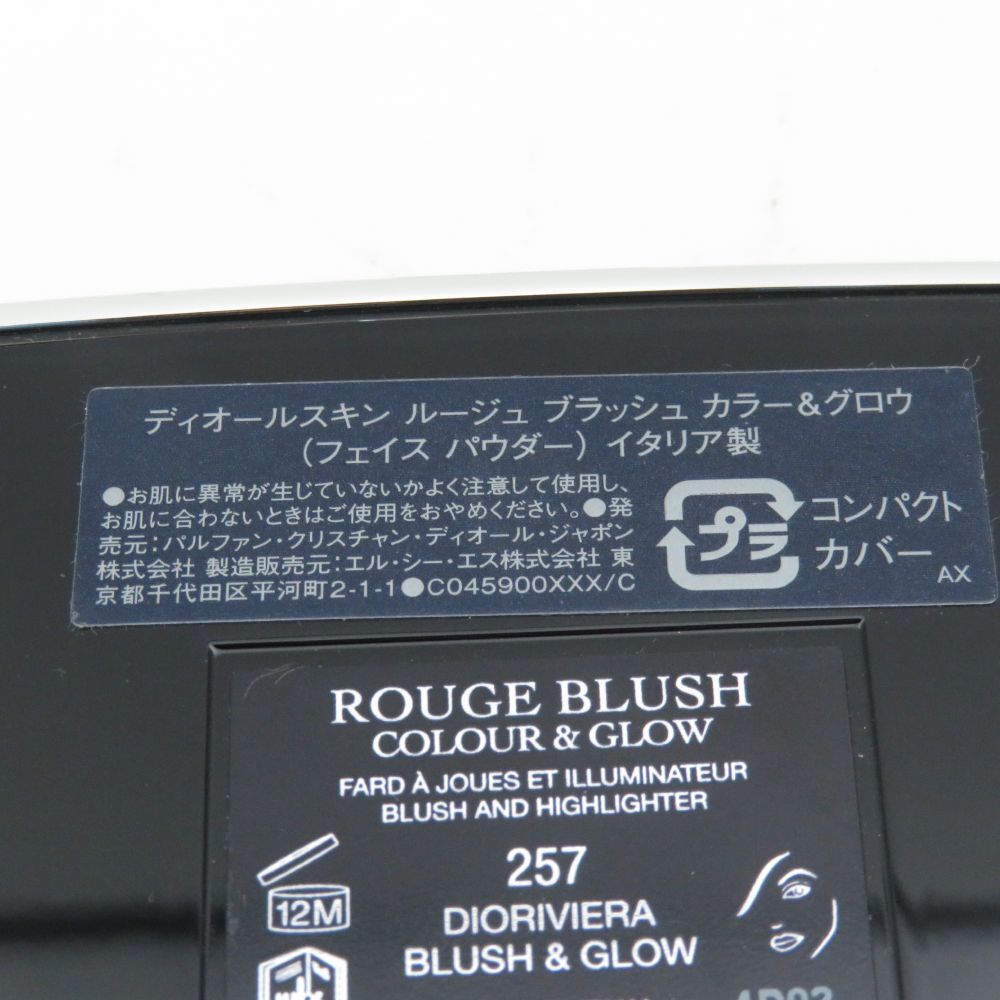 ディオールスキン ルージュ ブラッシュ カラー&グロウ
(フェイス パウダー) イタリア製
●お肌に異常が生じていないかよく注意して使用し、
お肌に合わないときはご使用をおやめください。●発
売元:パルファン・クリスチャン・ディオール・ジャポン
株式会社 製造販売元:エル・シー・エス株式会社 東
京都千代田区平河町2-1-1●C045900XXX/C
プラ
コンパクト
カバー
AX
ROUGE BLUSH
COLOUR & GLOW
FARD À JOUES ET ILLUMINATEUR
BLUSH AND HIGHLIGHTER
257
12M
DIORIVIERA
BLUSH & GLOW